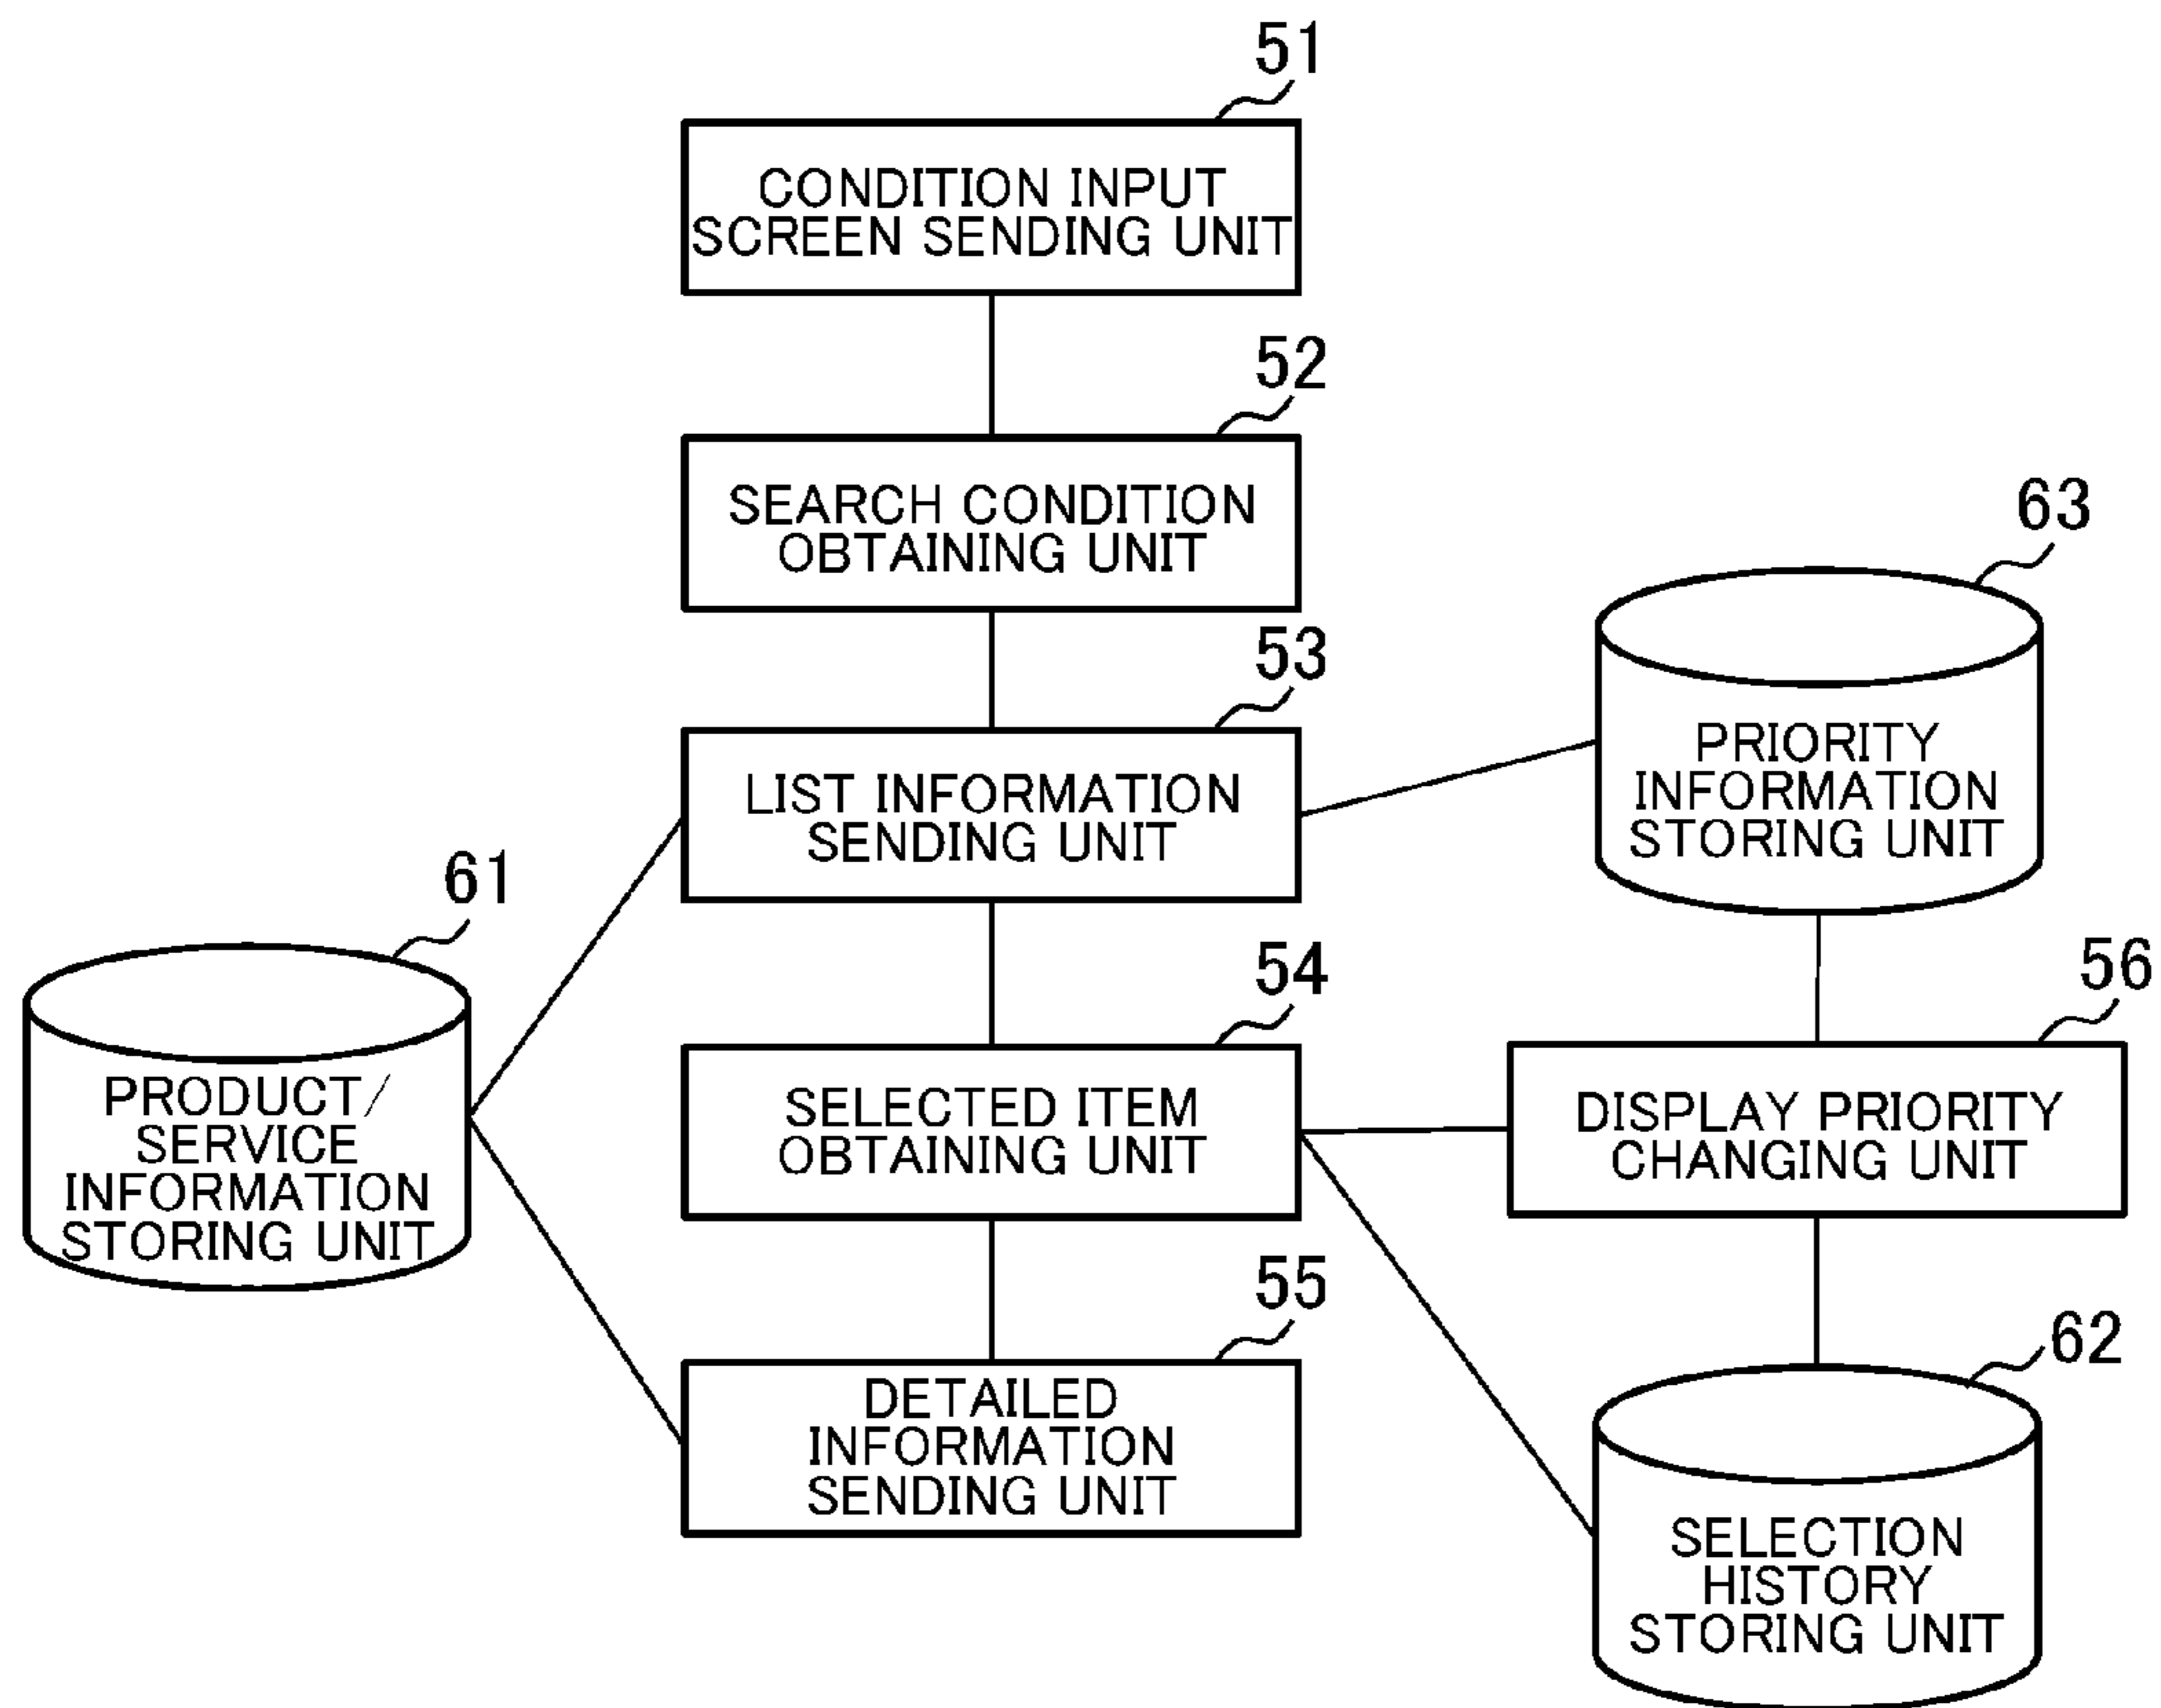 51
CONDITION INPUT
SCREEN SENDING UNIT
52
SEARCH CONDITION
OBTAINING UNIT
53
LIST INFORMATION
SENDING UNIT
63
PRIORITY
INFORMATION
STORING UNIT
61
PRODUCT/
SERVICE
INFORMATION
STORING UNIT
54
SELECTED ITEM
OBTAINING UNIT
56
DISPLAY PRIORITY
CHANGING UNIT
55
DETAILED
INFORMATION
SENDING UNIT
62
SELECTION
HISTORY
STORING UNIT